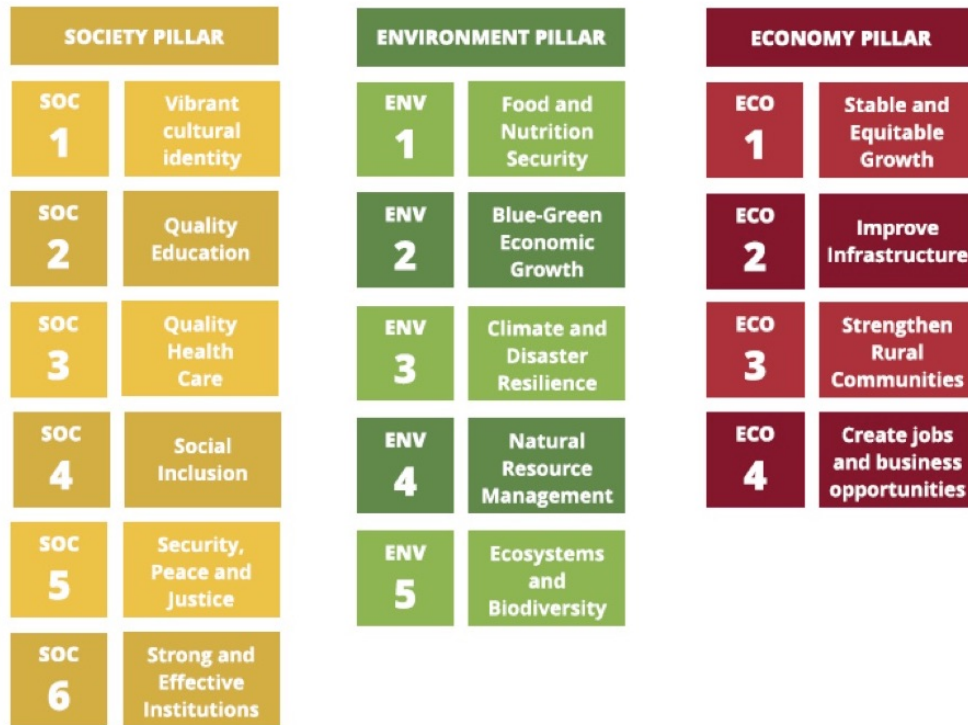 SOCIETY PILLAR
SOC
1
Vibrant
cultural
identity
SOC
2
Quality
Education
SOC
3
Quality
Health
Care
SOC
4
Social
Inclusion
SOC
5
Security,
Peace and
Justice
SOC
6
Strong and
Effective
Institutions
ENVIRONMENT PILLAR
ENV
1
Food and
Nutrition
Security
ENV
2
Blue-Green
Economic
Growth
ENV
3
Climate and
Disaster
Resilience
ENV
4
Natural
Resource
Management
ENV
5
Ecosystems
and
Biodiversity
ECONOMY PILLAR
ECO
1
Stable and
Equitable
Growth
ECO
2
Improve
Infrastructure
ECO
3
Strengthen
Rural
Communities
ECO
4
Create jobs
and business
opportunities